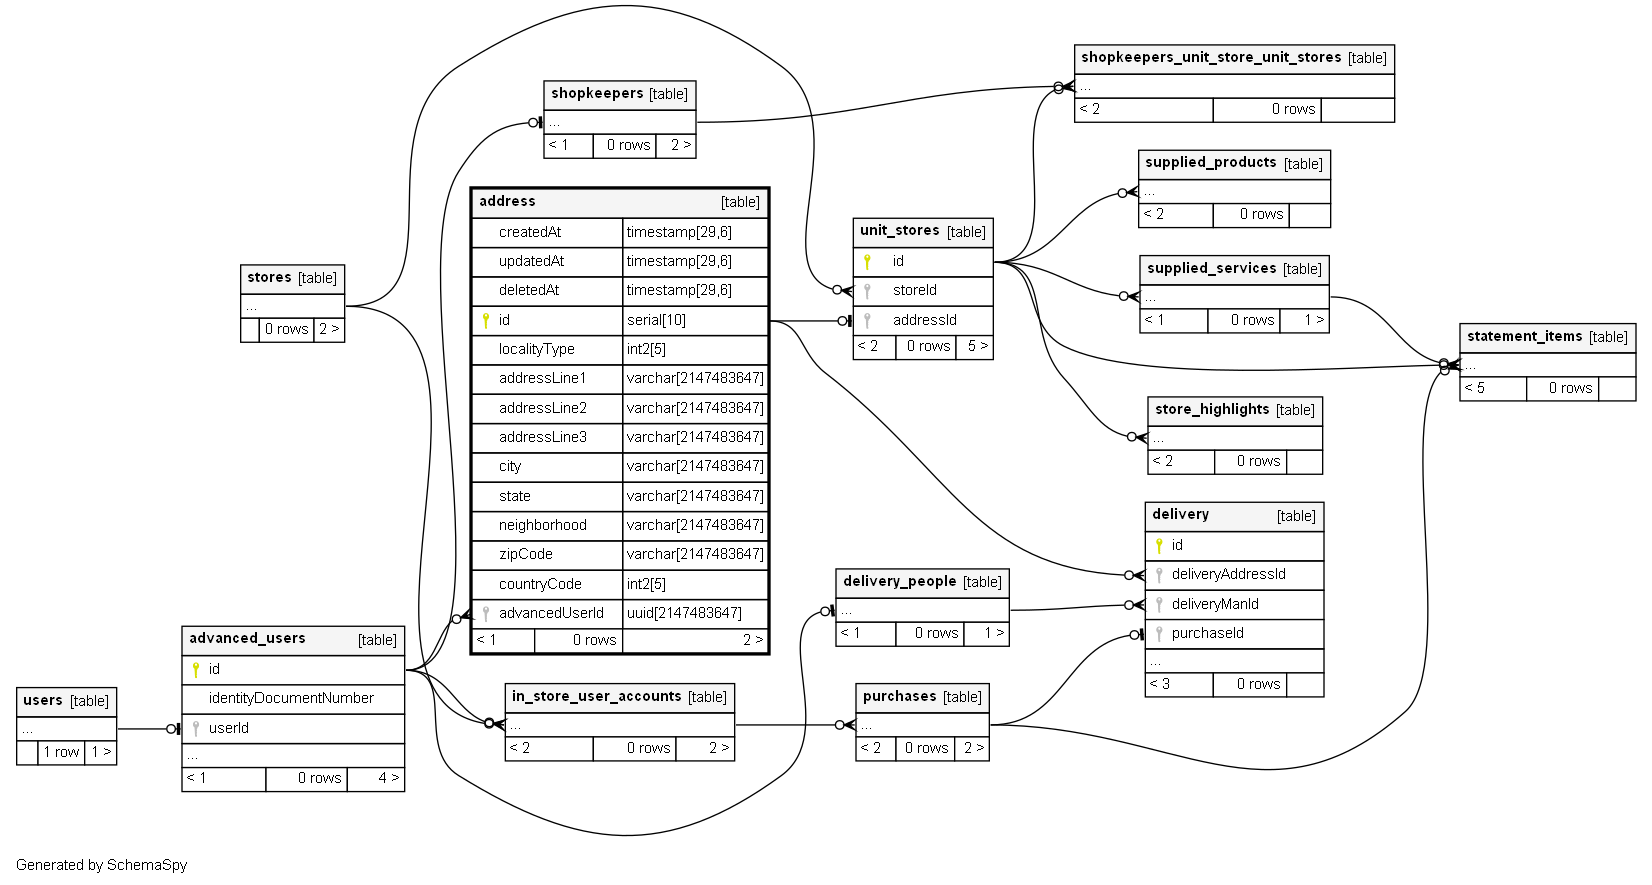 shopkeepers_unit_store_unit_stores [table]
...
< 2 0 rows
shopkeepers [table]
...
< 1 0 rows 2 >
supplied_products [table]
...
< 2 0 rows
address [table]
createdAt timestamp[29,6]
updatedAt timestamp[29,6]
deletedAt timestamp[29,6]
id serial[10]
localityType int2[5]
addressLine1 varchar[2147483647]
addressLine2 varchar[2147483647]
addressLine3 varchar[2147483647]
city varchar[2147483647]
state varchar[2147483647]
neighborhood varchar[2147483647]
zipCode varchar[2147483647]
countryCode int2[5]
advancedUserId uuid[2147483647]
< 1 0 rows 2 >
unit_stores [table]
id
storeId
addressId
< 2 0 rows 5 >
supplied_services [table]
...
< 1 0 rows 1 >
stores [table]
...
0 rows 2 >
statement_items [table]
...
< 5 0 rows
store_highlights [table]
...
< 2 0 rows
delivery [table]
id
deliveryAddressId
deliveryManId
purchaseId
...
< 3 0 rows
delivery_people [table]
...
< 1 0 rows 1 >
advanced_users [table]
id
identityDocumentNumber
userId
...
< 1 0 rows 4 >
users [table]
...
1 row 1 >
in_store_user_accounts [table]
...
< 2 0 rows 2 >
purchases [table]
...
< 2 0 rows 2 >
Generated by SchemaSpy